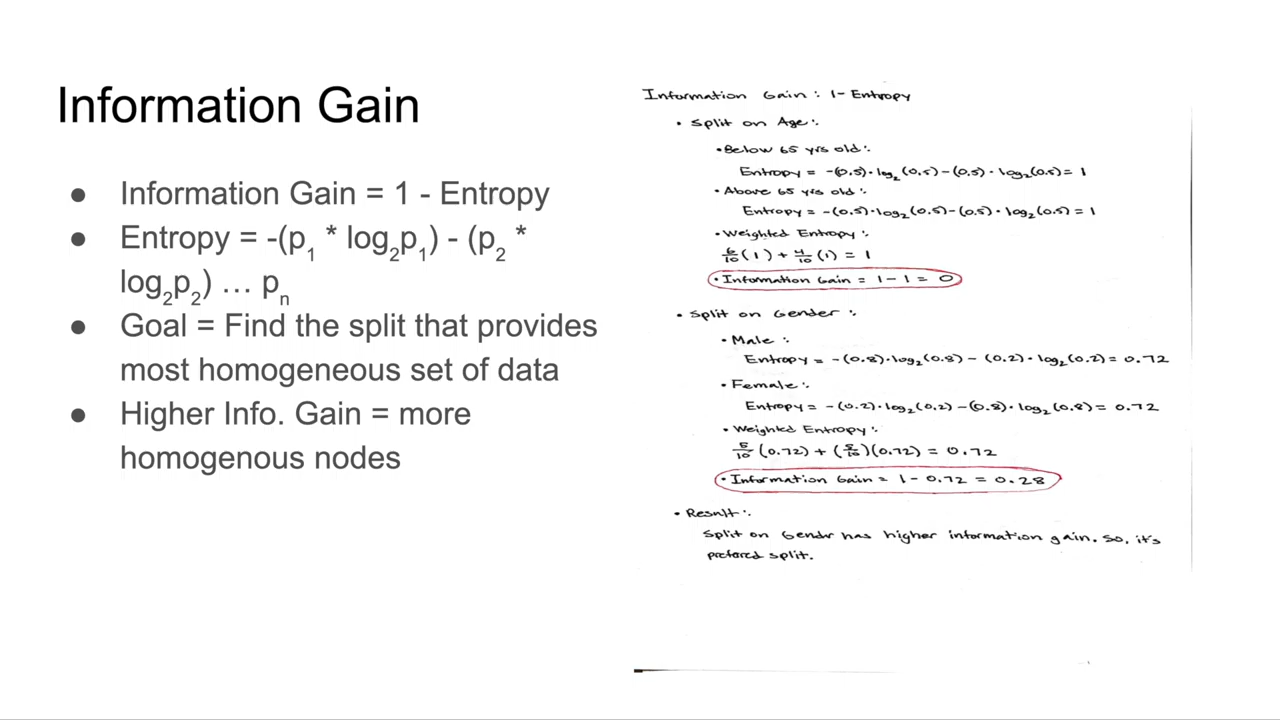 Information Gain
● Information Gain = 1 - Entropy
● Entropy = -(p₁ * log₂p₁) - (p₂ *
log₂p₂) … pₙ
● Goal = Find the split that provides
most homogeneous set of data
● Higher Info. Gain = more
homogenous nodes
Information Gain : 1 - Entropy
• Split on Age :
• Below 65 yrs old :
Entropy = -(0.5)·log₂(0.5) - (0.5)·log₂(0.5) = 1
• Above 65 yrs old :
Entropy = -(0.5)·log₂(0.5) - (0.5)·log₂(0.5) = 1
• Weighted Entropy :
6/10 (1) + 4/10 (1) = 1
• Information Gain = 1 - 1 = 0
• Split on Gender :
• Male :
Entropy = -(0.8)·log₂(0.8) - (0.2)·log₂(0.2) = 0.72
• Female :
Entropy = -(0.2)·log₂(0.2) - (0.8)·log₂(0.8) = 0.72
• Weighted Entropy :
5/10 (0.72) + (5/10)(0.72) = 0.72
• Information Gain = 1 - 0.72 = 0.28
• Result :
Split on Gender has higher information gain. So, it's
prefered split.